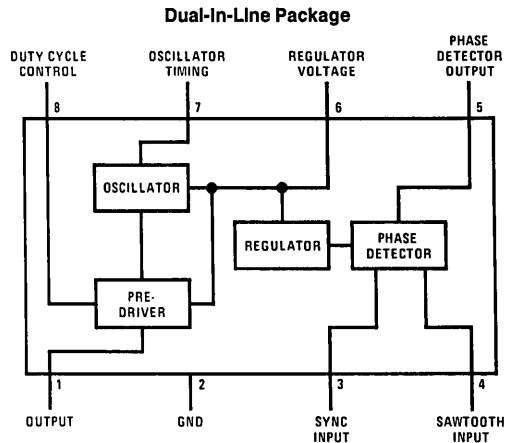 Dual-In-Line Package
DUTY CYCLE
CONTROL
OSCILLATOR
TIMING
REGULATOR
VOLTAGE
PHASE
DETECTOR
OUTPUT
8
7
6
5
OSCILLATOR
REGULATOR
PHASE
DETECTOR
PRE-
DRIVER
1
2
3
4
OUTPUT
GND
SYNC
INPUT
SAWTOOTH
INPUT